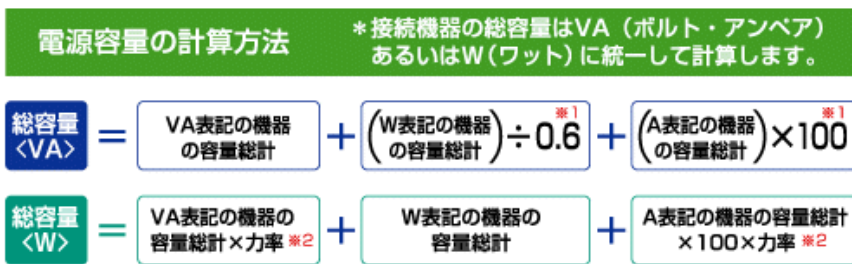 電源容量の計算方法
＊接続機器の総容量はVA（ボルト・アンペア）
あるいはW（ワット）に統一して計算します。
総容量
<VA>
=
VA表記の機器
の容量総計
+
(W表記の機器
の容量総計)÷0.6 ※1
+
(A表記の機器
の容量総計)×100 ※1
総容量
<W>
=
VA表記の機器の
容量総計×力率 ※2
+
W表記の機器の
容量総計
+
A表記の機器の容量総計
×100×力率 ※2